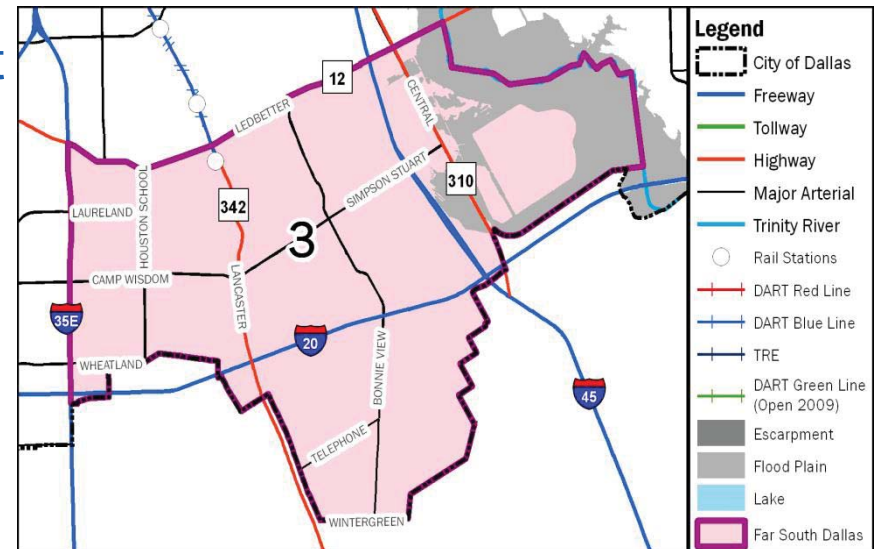 12
LEDBETTER
CENTRAL
SIMPSON STUART
310
HOUSTON SCHOOL
LAURELAND
342
3
CAMP WISDOM
LANCASTER
35E
20
WHEATLAND
BONNIE VIEW
45
TELEPHONE
WINTERGREEN
Legend
City of Dallas
Freeway
Tollway
Highway
Major Arterial
Trinity River
Rail Stations
DART Red Line
DART Blue Line
TRE
DART Green Line
(Open 2009)
Escarpment
Flood Plain
Lake
Far South Dallas